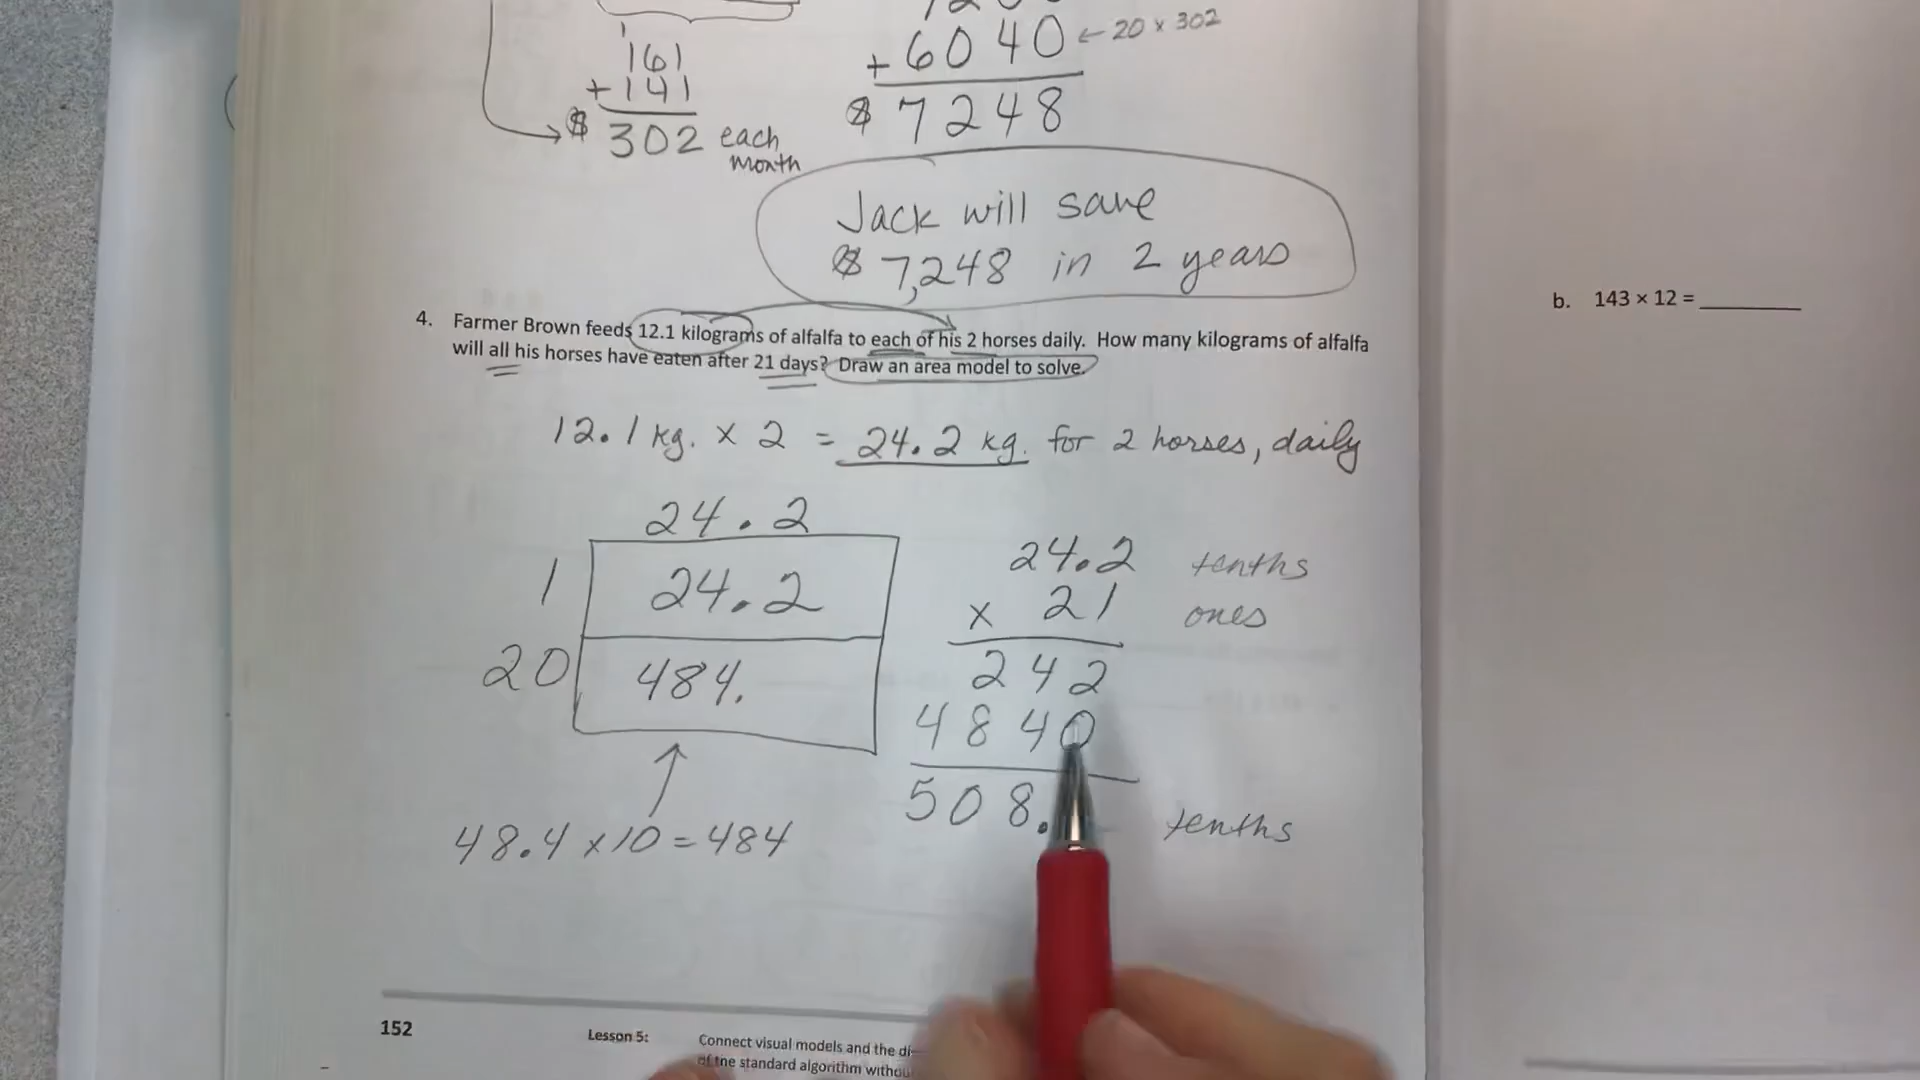 161
+141
$302 each
month
+6040 ← 20 x 302
$7248
Jack will save
$7,248 in 2 years
4. Farmer Brown feeds 12.1 kilograms of alfalfa to each of his 2 horses daily. How many kilograms of alfalfa
will all his horses have eaten after 21 days? Draw an area model to solve.
12.1 kg. x 2 = 24.2 kg. for 2 horses, daily
24.2
1 24.2
20 484.
48.4 x 10 = 484
24.2 tenths
x 21 ones
242
4840
508. tenths
152 Lesson 5: Connect visual models and the di
of the standard algorithm withou
b. 143 × 12 = ________